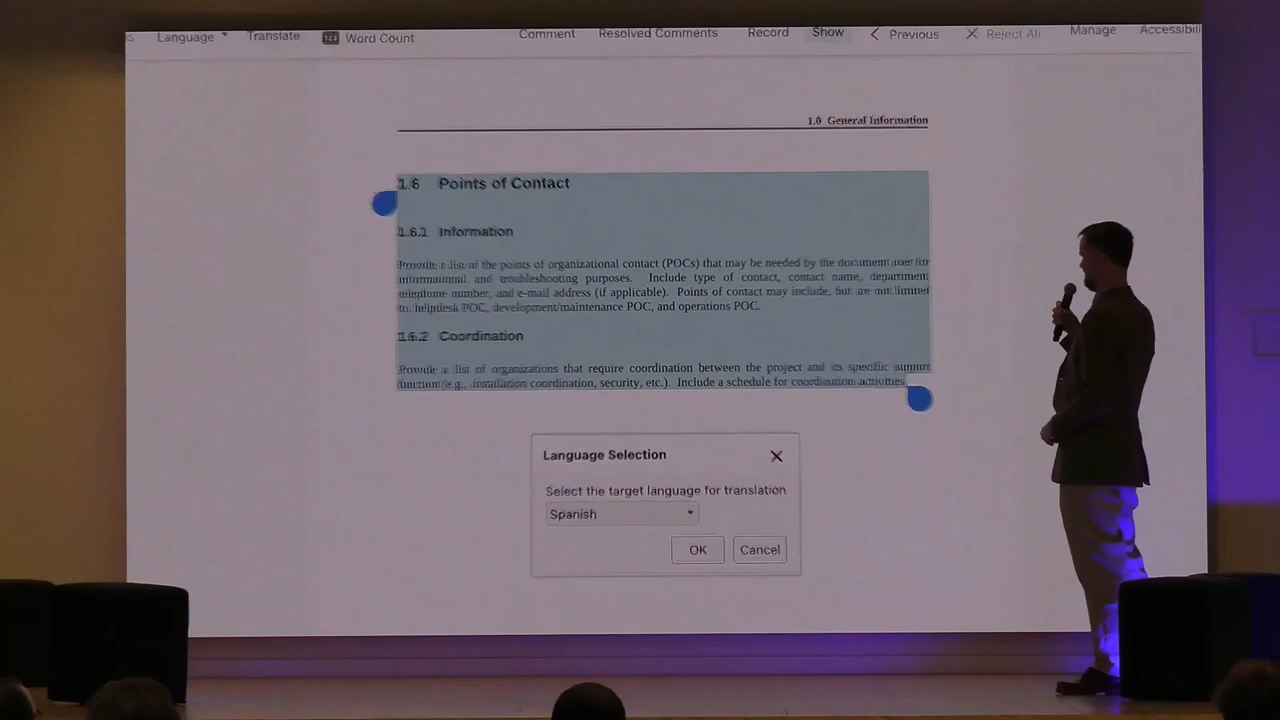 Language Translate 123 Word Count Comment Resolved Comments Record Show Previous Reject All Manage
1.0 General Information
1.6 Points of Contact
1.6.1 Information
Provide a list of the points of organizational contact (POCs) that may be needed by the document user for
informational and troubleshooting purposes. Include type of contact, contact name, department,
telephone number, and e-mail address (if applicable). Points of contact may include, but are not limited
to, helpdesk POC, development/maintenance POC, and operations POC.
1.6.2 Coordination
Provide a list of organizations that require coordination between the project and its specific support
function (e.g., installation coordination, security, etc.). Include a schedule for coordination activities.
Language Selection
Select the target language for translation
Spanish
OK Cancel